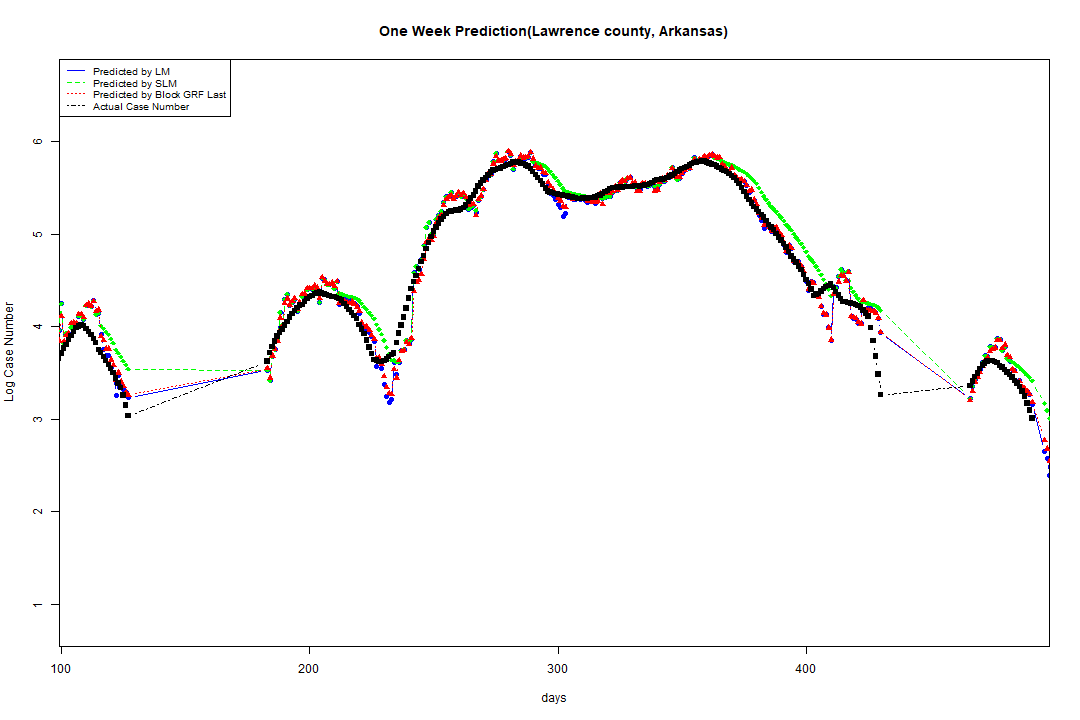 One Week Prediction(Lawrence county, Arkansas)
Predicted by LM
Predicted by SLM
Predicted by Block GRF Last
Actual Case Number
6
5
4
3
2
1
Log Case Number
100 200 300 400
days